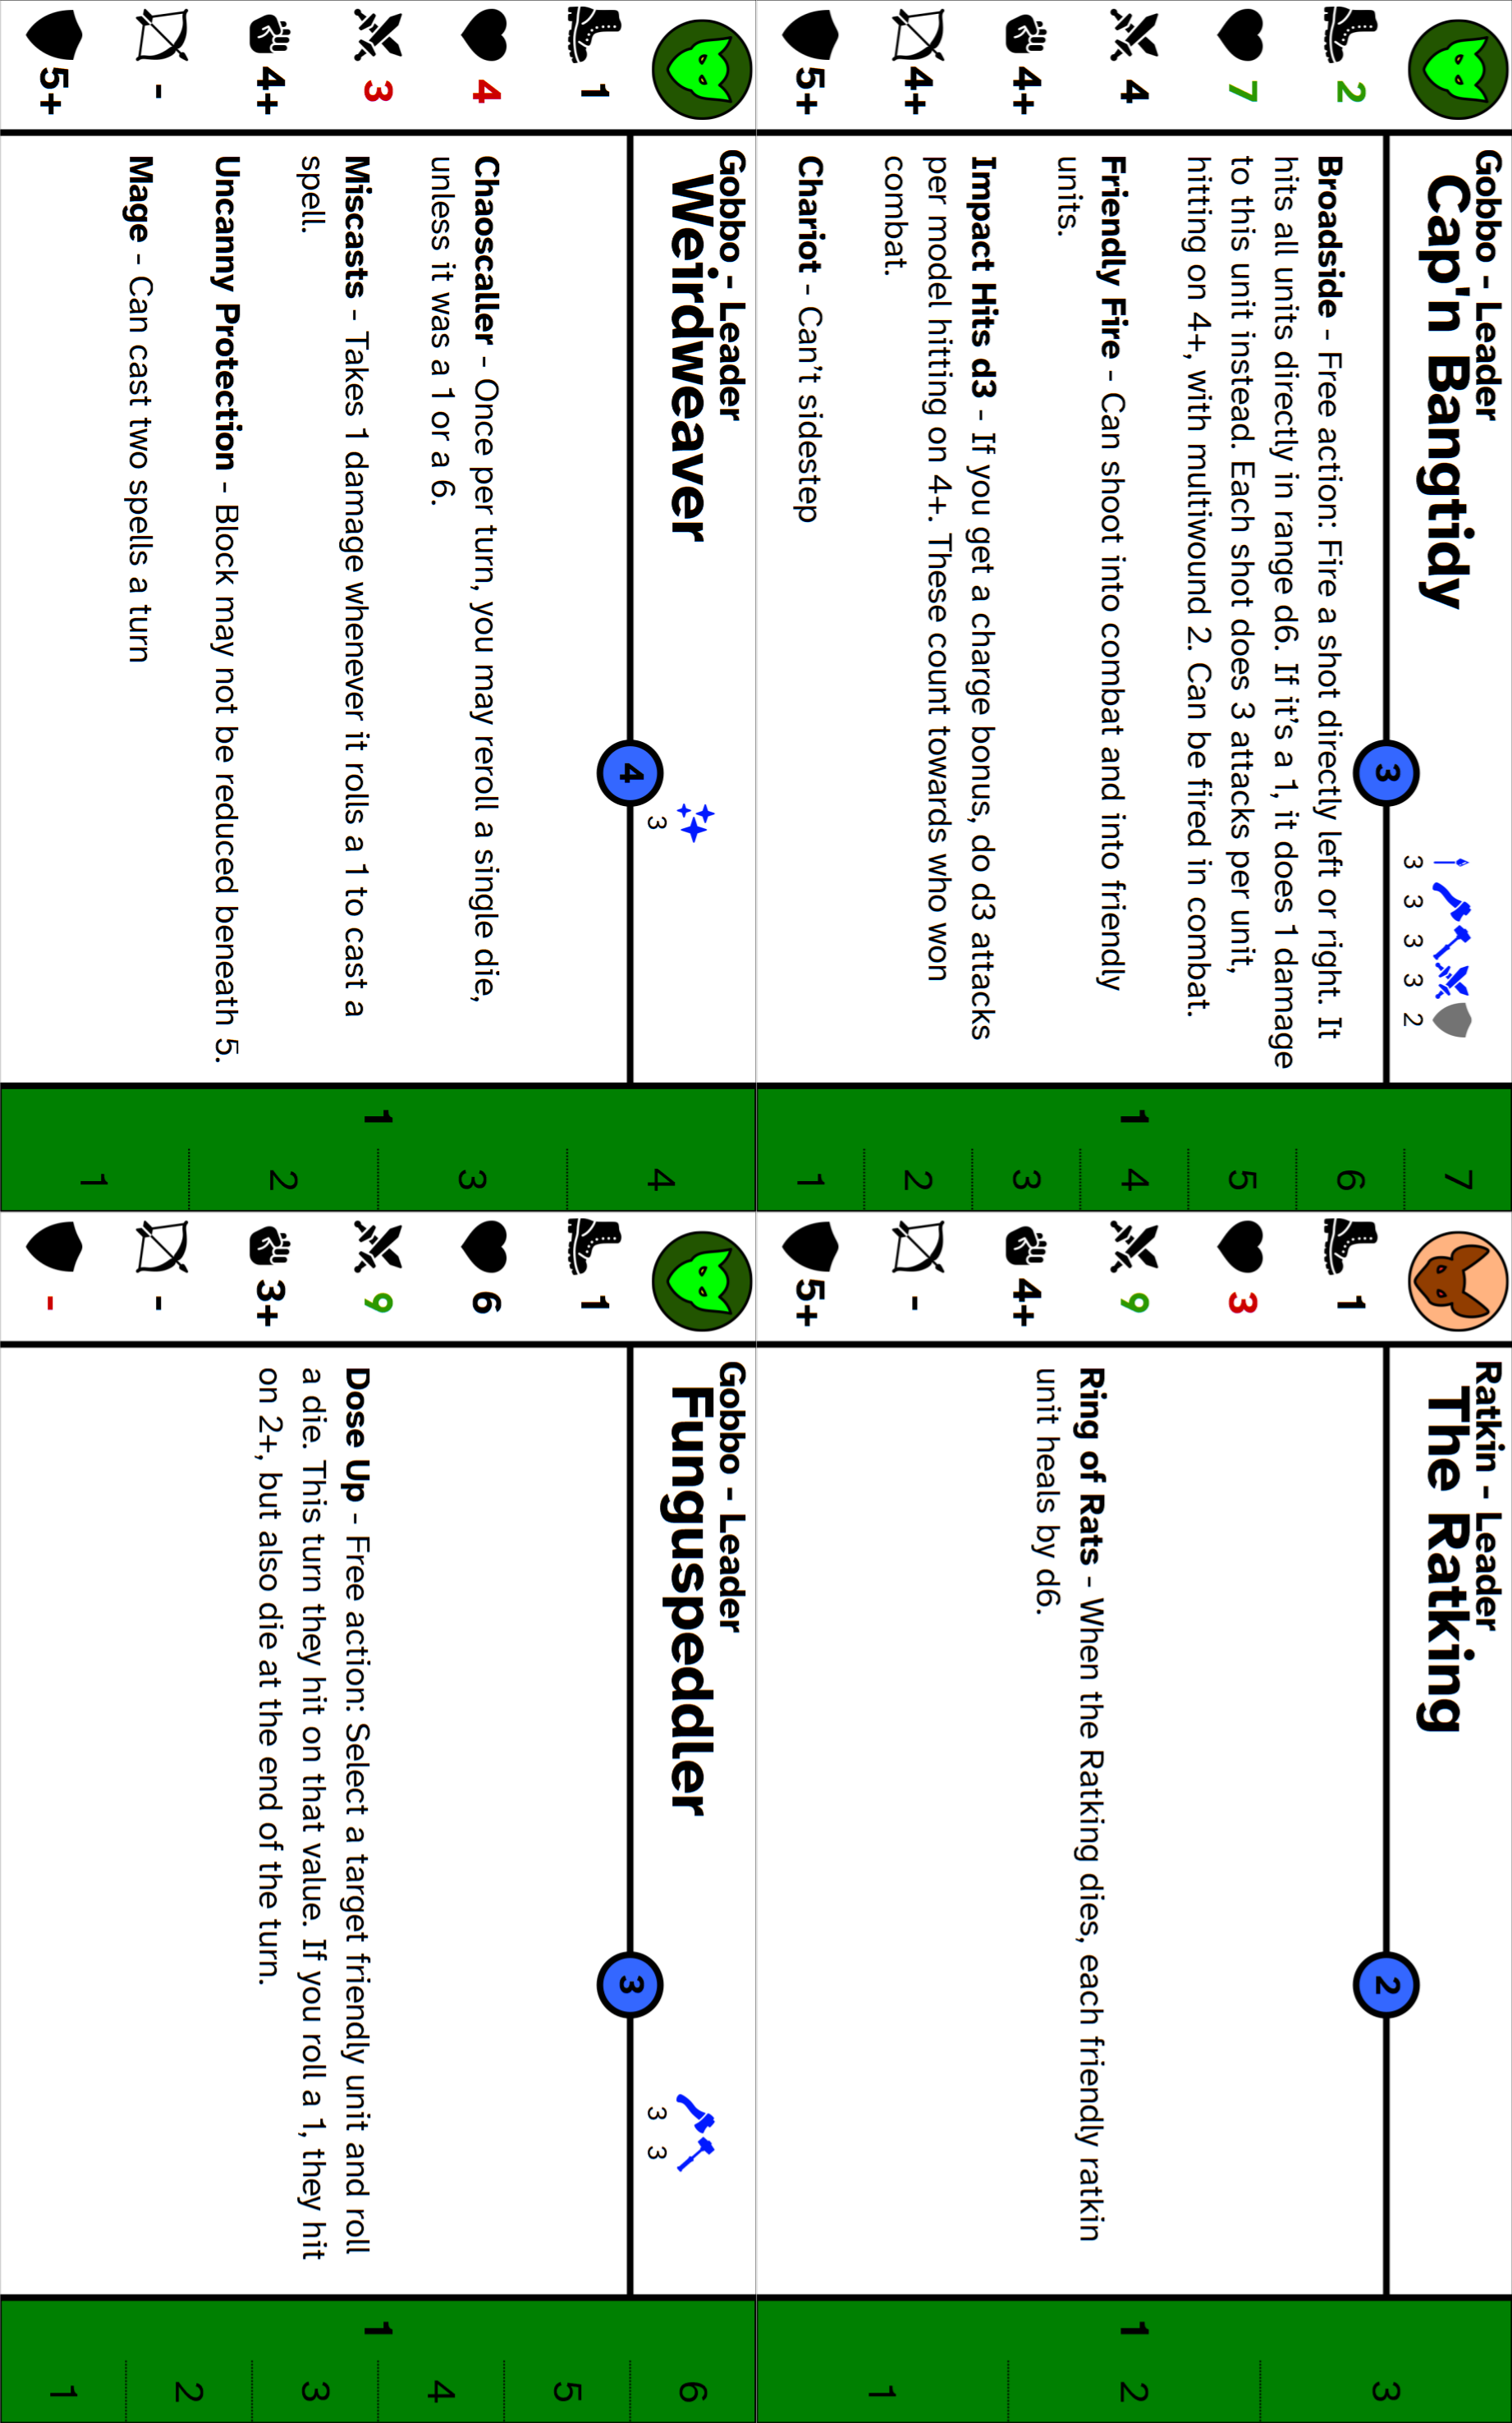 Gobbo - Leader
Cap'n Bangtidy
3
3 3 3 3 2
2
7
4
4+
4+
5+
Broadside - Free action: Fire a shot directly left or right. It
hits all units directly in range d6. If it’s a 1, it does 1 damage
to this unit instead. Each shot does 3 attacks per unit,
hitting on 4+, with multiwound 2. Can be fired in combat.
Friendly Fire - Can shoot into combat and into friendly
units.
Impact Hits d3 - If you get a charge bonus, do d3 attacks
per model hitting on 4+. These count towards who won
combat.
Chariot - Can’t sidestep
1
7
6
5
4
3
2
1
Ratkin - Leader
The Ratking
2
1
3
9
4+
-
5+
Ring of Rats - When the Ratking dies, each friendly ratkin
unit heals by d6.
1
3
2
1
Gobbo - Leader
Weirdweaver
4
3
1
4
3
4+
-
5+
Chaoscaller - Once per turn, you may reroll a single die,
unless it was a 1 or a 6.
Miscasts - Takes 1 damage whenever it rolls a 1 to cast a
spell.
Uncanny Protection - Block may not be reduced beneath 5.
Mage - Can cast two spells a turn
1
4
3
2
1
Gobbo - Leader
Funguspeddler
3
3 3
1
6
9
3+
-
-
Dose Up - Free action: Select a target friendly unit and roll
a die. This turn they hit on that value. If you roll a 1, they hit
on 2+, but also die at the end of the turn.
1
6
5
4
3
2
1